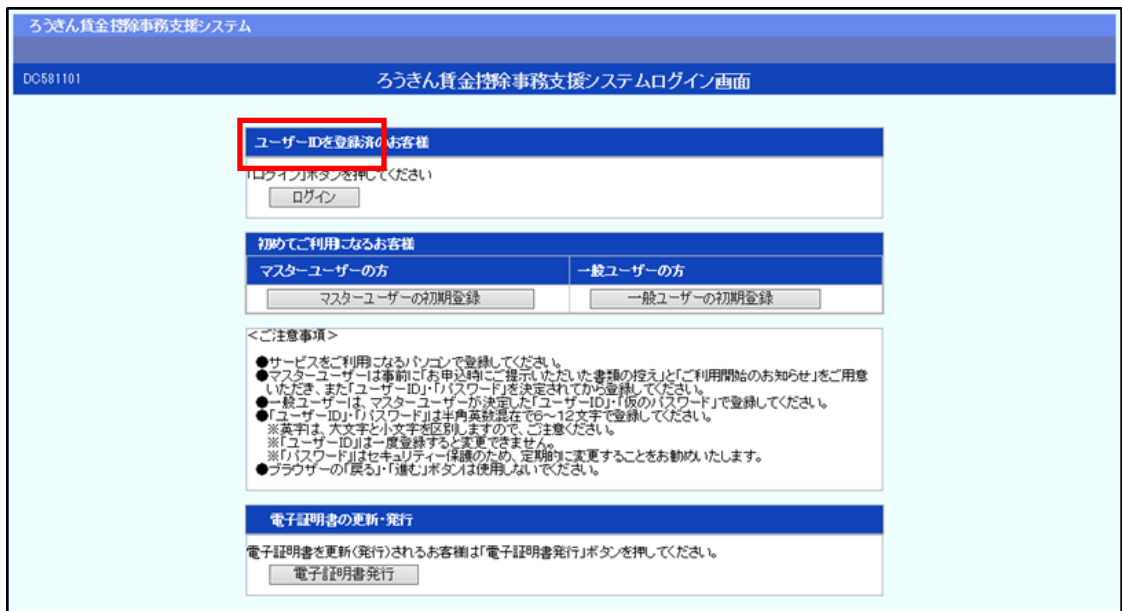 ろうきん賃金控除事務支援システム
DC581101
ろうきん賃金控除事務支援システムログイン画面
ユーザーIDを登録済のお客様
「ログイン」ボタンを押してください
ログイン
初めてご利用になるお客様
マスターユーザーの方
一般ユーザーの方
マスターユーザーの初期登録
一般ユーザーの初期登録
<ご注意事項>
●サービスをご利用になるパソコンで登録してください。
●マスターユーザーは事前に「お申込時にご提示いただいた書類の控え」と「ご利用開始のお知らせ」をご用意
いただき、また「ユーザーID」・「パスワード」を決定されてから登録してください。
●一般ユーザーは、マスターユーザーが決定した「ユーザーID」・「仮のパスワード」で登録してください。
●「ユーザーID」・「パスワード」は半角英数混在で6～12文字で登録してください。
※英字は、大文字と小文字を区別しますので、ご注意ください。
※「ユーザーID」は一度登録すると変更できません。
※「パスワード」はセキュリティー保護のため、定期的に変更することをお勧めいたします。
●ブラウザーの「戻る」・「進む」ボタンは使用しないでください。
電子証明書の更新・発行
電子証明書を更新(発行)されるお客様は「電子証明書発行」ボタンを押してください。
電子証明書発行